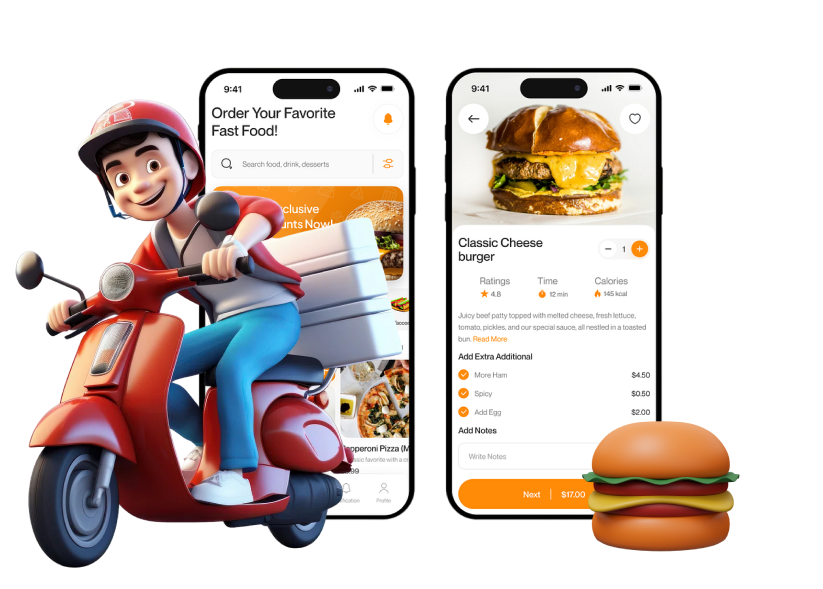 9:41
Order Your Favorite
Fast Food!
Search food, drink, desserts
clusive
unts Now!
epperoni Pizza (M
favorite with a c
.99
Profile
9:41
Classic Cheese
burger
1
Ratings
Time
Calories
4.8
12 min
145 kcal
Juicy beef patty topped with melted cheese, fresh lettuce,
tomato, pickles, and our special sauce, all nestled in a toasted
bun. Read More
Add Extra Additional
More Ham $4.50
Spicy $0.50
Add Egg $2.00
Add Notes
Write Notes
Next | $17.00